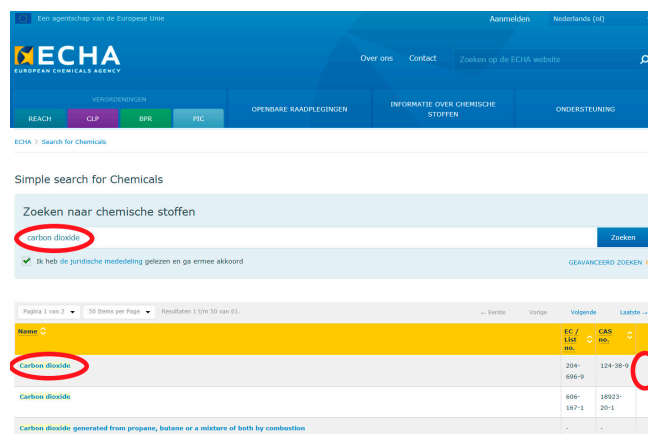 Een agentschap van de Europese Unie
Aanmelden
Nederlands (nl)
ECHA
EUROPEAN CHEMICALS AGENCY
Over ons
Contact
Zoeken op de ECHA website
VERORDENINGEN
REACH
CLP
BPR
PIC
OPENBARE RAADPLEGINGEN
INFORMATIE OVER CHEMISCHE
STOFFEN
ONDERSTEUNING
ECHA > Search for Chemicals
Simple search for Chemicals
Zoeken naar chemische stoffen
carbon dioxide
Zoeken
Ik heb de juridische mededeling gelezen en ga ermee akkoord
GEAVANCEERD ZOEKEN
Pagina 1 van 2
50 Items per Page
Resultaten 1 t/m 50 van 61.
← Eerste
Vorige
Volgende
Laatste →
Name
EC /
List
no.
CAS
no.
Carbon dioxide
204-
696-9
124-38-9
Carbon dioxide
606-
167-1
18923-
20-1
Carbon dioxide generated from propane, butane or a mixture of both by combustion
-
-